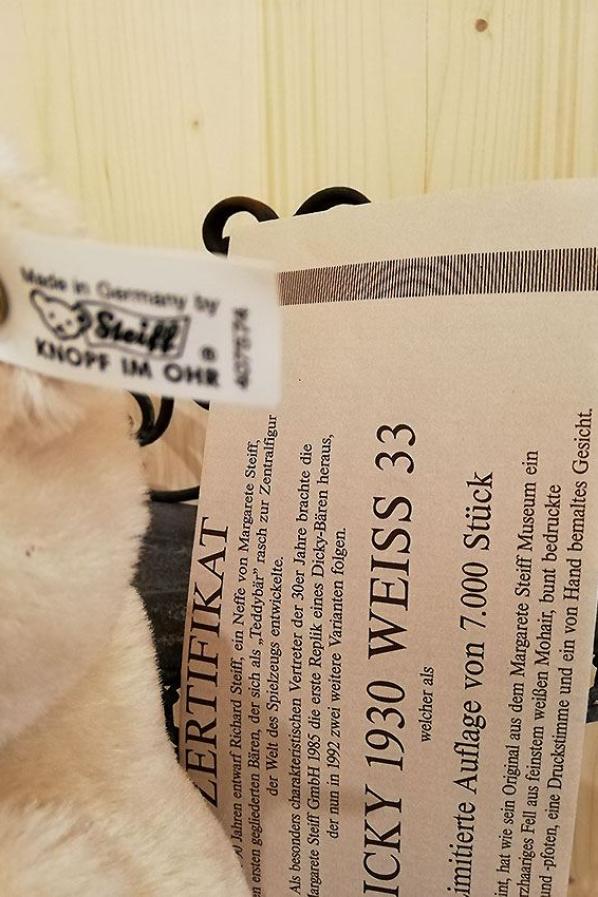 Made in Germany by
Steiff ®
KNOPF IM OHR
407574
ZERTIFIKAT
Jahren entwarf Richard Steiff, ein Neffe von Margarete Steiff,
ersten gegliederten Bären, der sich als „Teddybär” rasch zur Zentralfigur
der Welt des Spielzeugs entwickelte.
Als besonders charakteristischen Vertreter der 30er Jahre brachte die
Margarete Steiff GmbH 1985 die erste Replik eines Dicky-Bären heraus,
der nun in 1992 zwei weitere Varianten folgen.
ICKY 1930 WEISS 33
welcher als
Limitierte Auflage von 7.000 Stück
int, hat wie sein Original aus dem Margarete Steiff Museum ein
rzhaariges Fell aus feinstem weißen Mohair, bunt bedruckte
und -pfoten, eine Druckstimme und ein von Hand bemaltes Gesicht.